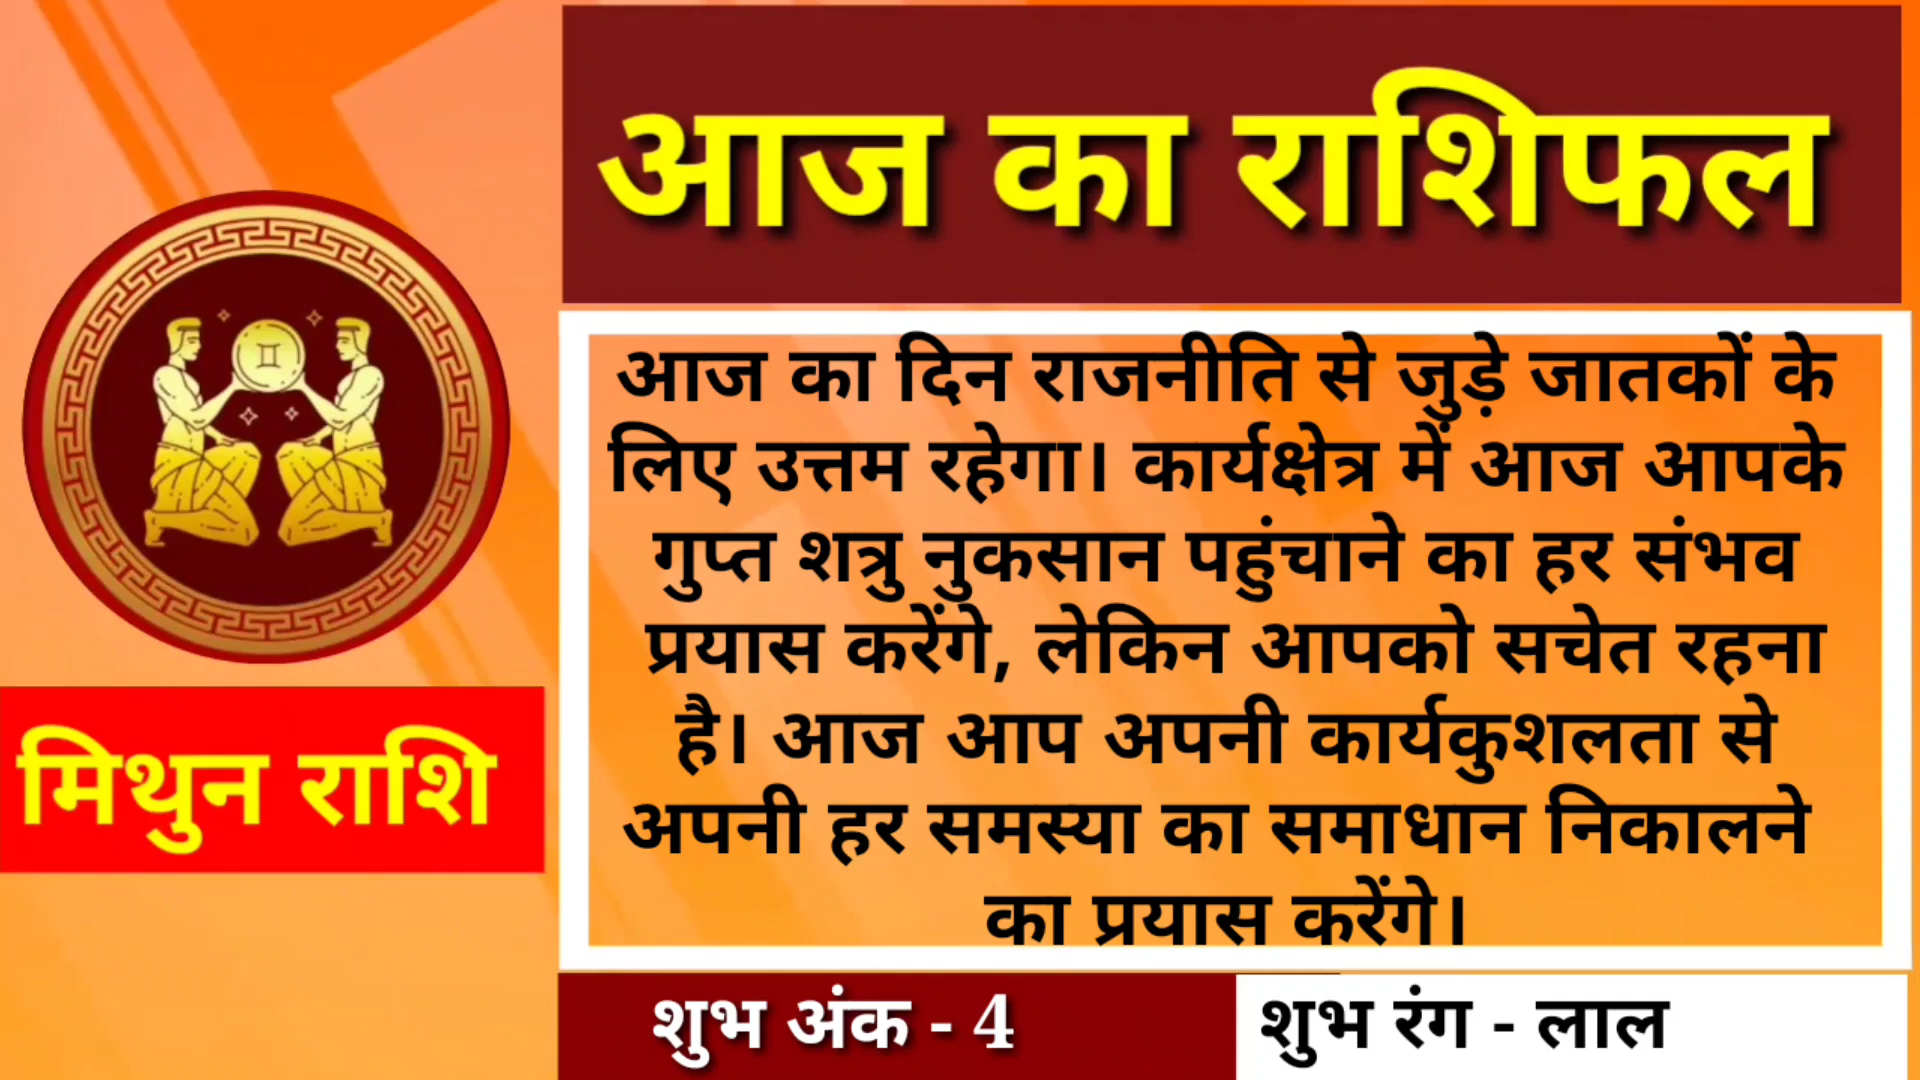 आज का राशिफल
आज का दिन राजनीति से जुड़े जातकों के
लिए उत्तम रहेगा। कार्यक्षेत्र में आज आपके
गुप्त शत्रु नुकसान पहुंचाने का हर संभव
प्रयास करेंगे, लेकिन आपको सचेत रहना
है। आज आप अपनी कार्यकुशलता से
अपनी हर समस्या का समाधान निकालने
का प्रयास करेंगे।
मिथुन राशि
शुभ अंक - 4
शुभ रंग - लाल